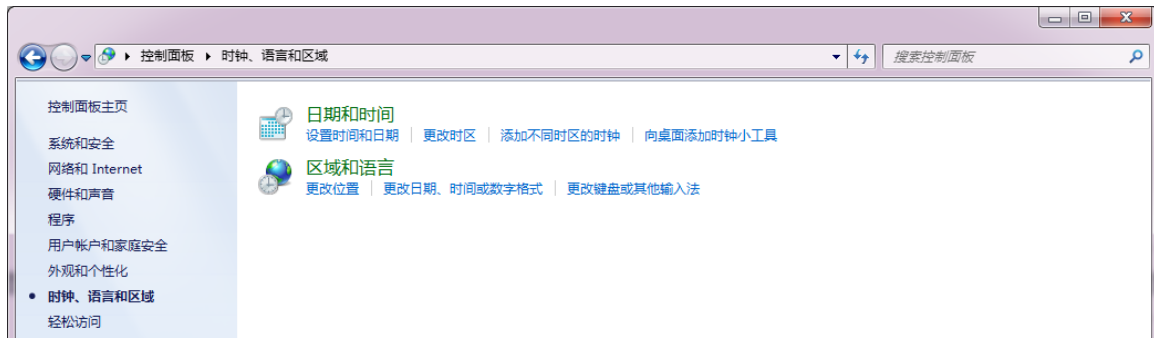 控制面板 ▸ 时钟、语言和区域
搜索控制面板
控制面板主页
系统和安全
网络和 Internet
硬件和声音
程序
用户帐户和家庭安全
外观和个性化
时钟、语言和区域
轻松访问
日期和时间
设置时间和日期 | 更改时区 | 添加不同时区的时钟 | 向桌面添加时钟小工具
区域和语言
更改位置 | 更改日期、时间或数字格式 | 更改键盘或其他输入法